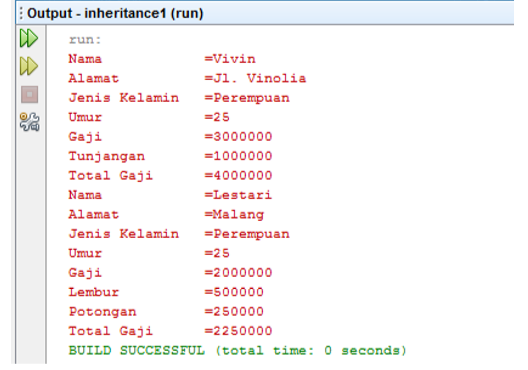 Output - inheritance1 (run)
run:
Nama =Vivin
Alamat =Jl. Vinolia
Jenis Kelamin =Perempuan
Umur =25
Gaji =3000000
Tunjangan =1000000
Total Gaji =4000000
Nama =Lestari
Alamat =Malang
Jenis Kelamin =Perempuan
Umur =25
Gaji =2000000
Lembur =500000
Potongan =250000
Total Gaji =2250000
BUILD SUCCESSFUL (total time: 0 seconds)